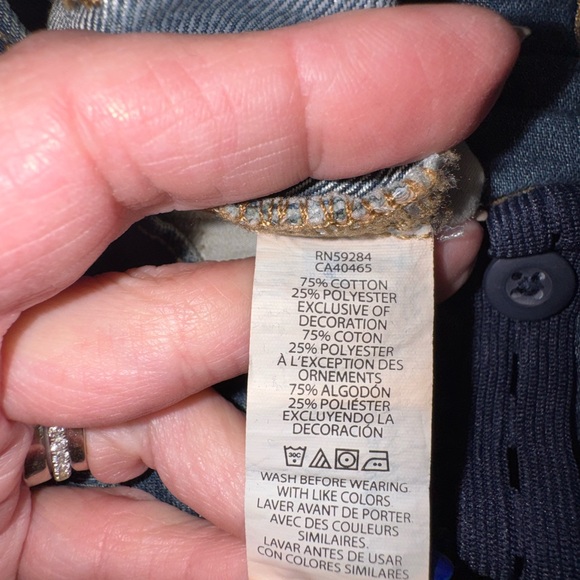 RN59284
CA40465
75% COTTON
25% POLYESTER
EXCLUSIVE OF
DECORATION
75% COTON
25% POLYESTER
À L'EXCEPTION DES
ORNEMENTS
75% ALGODÓN
25% POLIÉSTER
EXCLUYENDO LA
DECORACIÓN
WASH BEFORE WEARING
WITH LIKE COLORS
LAVER AVANT DE PORTER
AVEC DES COULEURS
SIMILAIRES.
LAVAR ANTES DE USAR
CON COLORES SIMILARES.